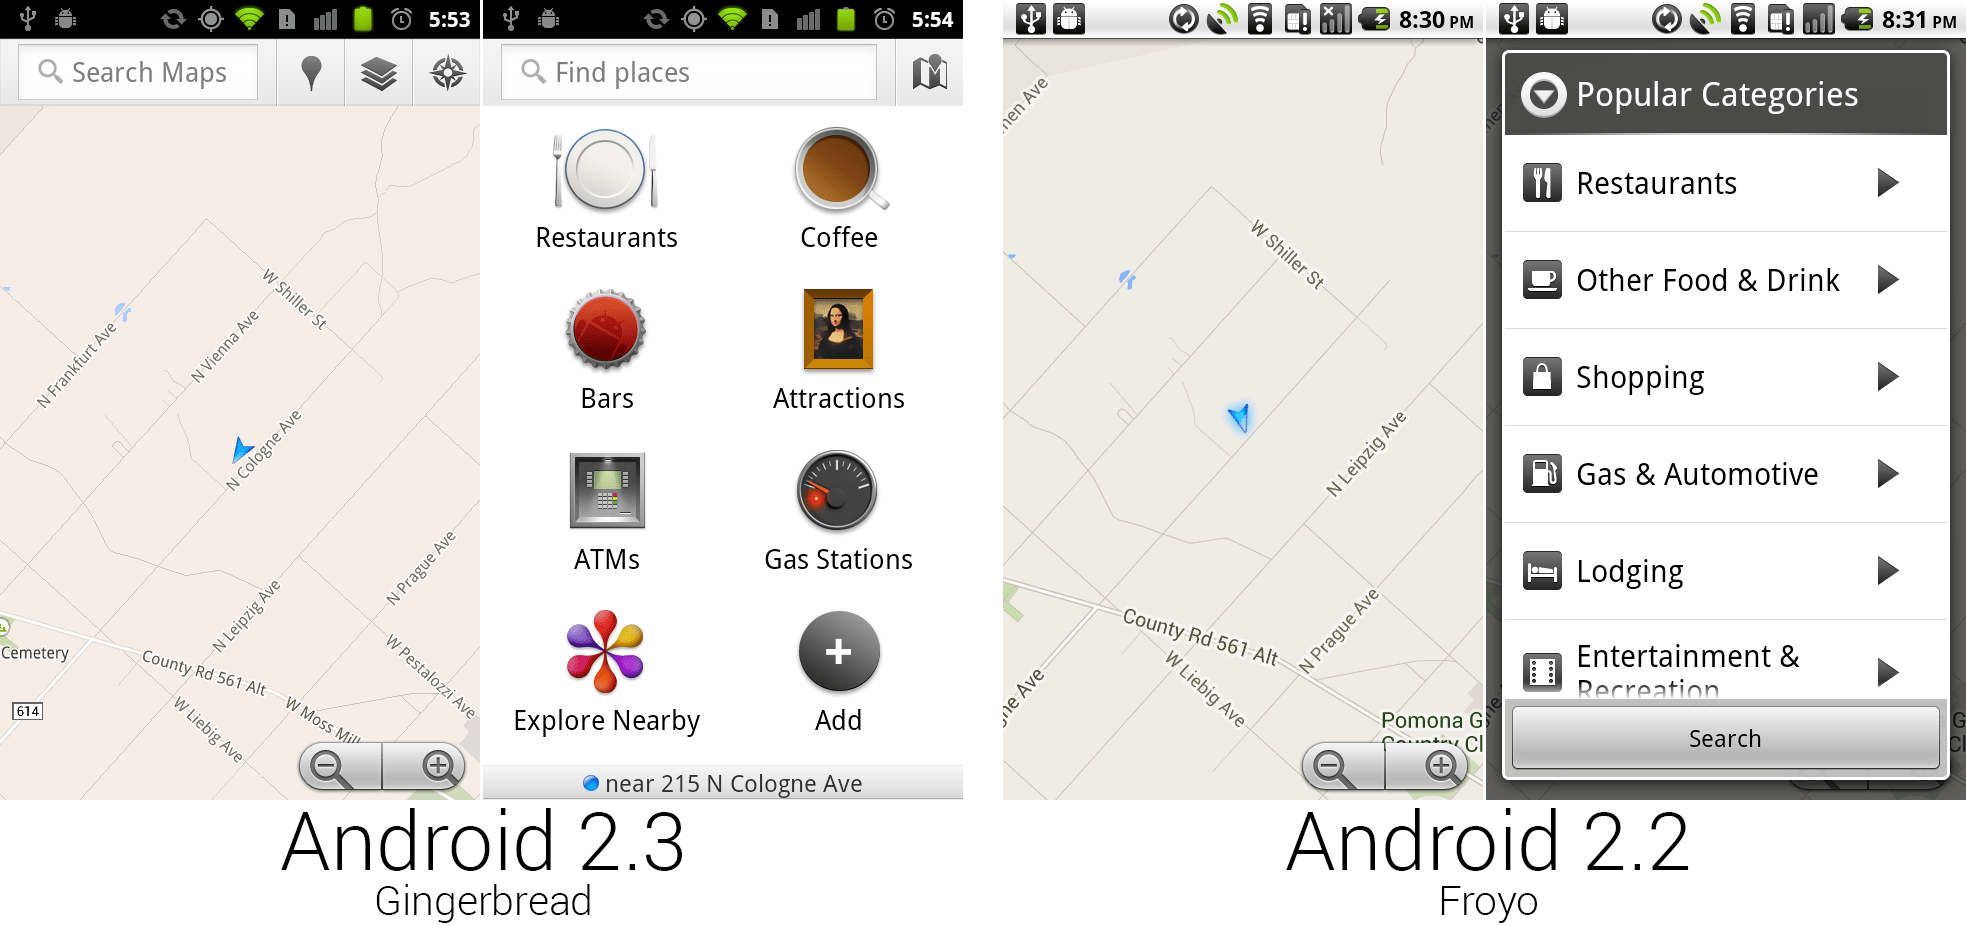 5:53
Search Maps
W Shiller St
N Vienna Ave
N Frankfurt Ave
N Cologne Ave
N Prague Ave
N Leipzig Ave
Cemetery
County Rd 561 Alt
W Pestalozzi Ave
614
W Liebig Ave
W Moss Mill
5:54
Find places
Restaurants
Coffee
Bars
Attractions
ATMs
Gas Stations
Explore Nearby
Add
near 215 N Cologne Ave
Android 2.3
Gingerbread
8:30 PM
Ave
W Shiller St
N Leipzig Ave
N Prague Ave
County Rd 561 Alt
W Liebig Ave
Ave
Pomona G
Country Cl
8:31 PM
Popular Categories
Restaurants
Other Food & Drink
Shopping
Gas & Automotive
Lodging
Entertainment &
Recreation
Search
Android 2.2
Froyo